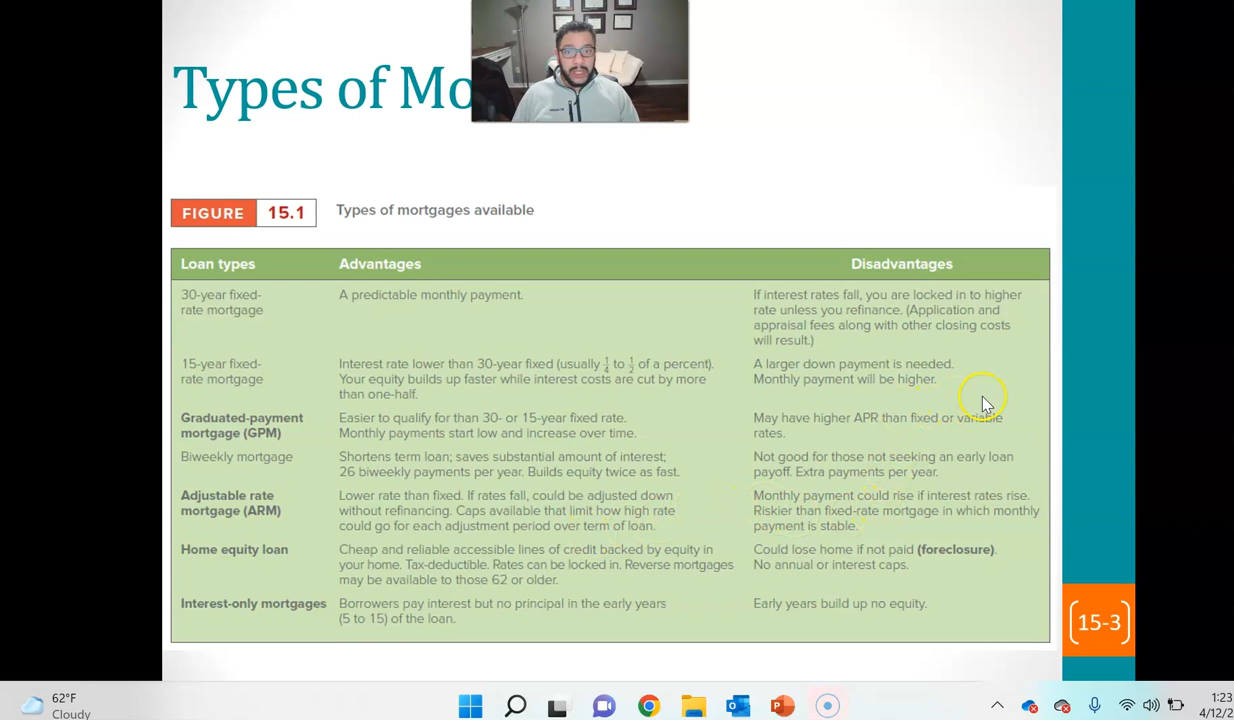 Types of Mo
FIGURE 15.1 Types of mortgages available
Loan types Advantages Disadvantages
30-year fixed-
rate mortgage
A predictable monthly payment.
If interest rates fall, you are locked in to higher
rate unless you refinance. (Application and
appraisal fees along with other closing costs
will result.)
15-year fixed-
rate mortgage
Interest rate lower than 30-year fixed (usually 1/4 to 1/2 of a percent).
Your equity builds up faster while interest costs are cut by more
than one-half.
A larger down payment is needed.
Monthly payment will be higher.
Graduated-payment
mortgage (GPM)
Easier to qualify for than 30- or 15-year fixed rate.
Monthly payments start low and increase over time.
May have higher APR than fixed or variable
rates.
Biweekly mortgage
Shortens term loan; saves substantial amount of interest;
26 biweekly payments per year. Builds equity twice as fast.
Not good for those not seeking an early loan
payoff. Extra payments per year.
Adjustable rate
mortgage (ARM)
Lower rate than fixed. If rates fall, could be adjusted down
without refinancing. Caps available that limit how high rate
could go for each adjustment period over term of loan.
Monthly payment could rise if interest rates rise.
Riskier than fixed-rate mortgage in which monthly
payment is stable.
Home equity loan
Cheap and reliable accessible lines of credit backed by equity in
your home. Tax-deductible. Rates can be locked in. Reverse mortgages
may be available to those 62 or older.
Could lose home if not paid (foreclosure).
No annual or interest caps.
Interest-only mortgages
Borrowers pay interest but no principal in the early years
(5 to 15) of the loan.
Early years build up no equity.
15-3
62°F
Cloudy
1:23
4/12/2